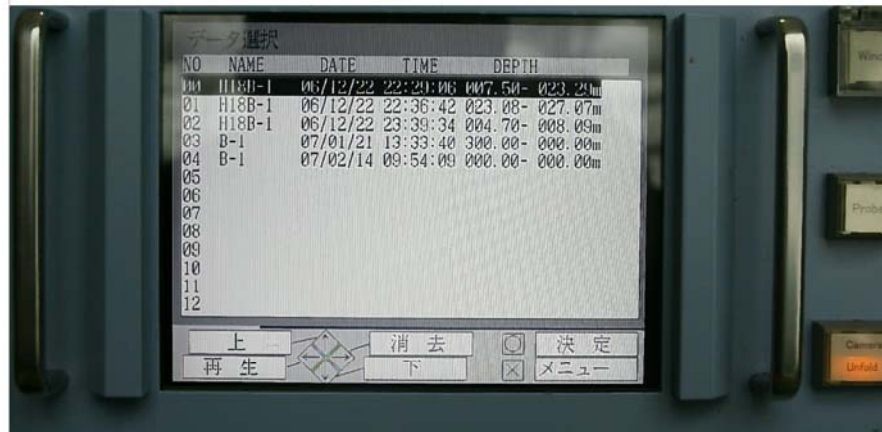 データ選択
NO NAME DATE TIME DEPTH
00 H18B-1 06/12/22 22:29:06 007.50- 023.29m
01 H18B-1 06/12/22 22:36:42 023.08- 027.07m
02 H18B-1 06/12/22 23:39:34 004.70- 008.09m
03 B-1 07/01/21 13:33:40 300.00- 000.00m
04 B-1 07/02/14 09:54:09 000.00- 000.00m
05
06
07
08
09
10
11
12
上 消去 決定
再生 下 メニュー
Wind
Probe
Camera
Unfold